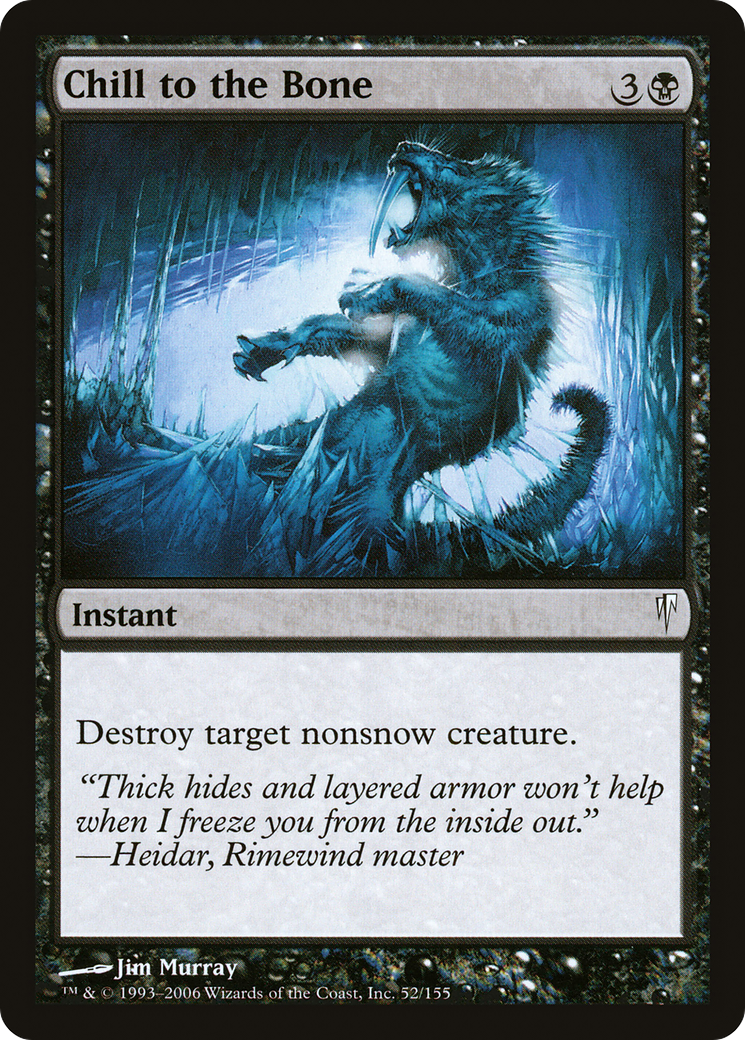 Chill to the Bone
3
Instant
Destroy target nonsnow creature.
“Thick hides and layered armor won’t help
when I freeze you from the inside out.”
—Heidar, Rimewind master
Jim Murray
™ & © 1993–2006 Wizards of the Coast, Inc. 52/155